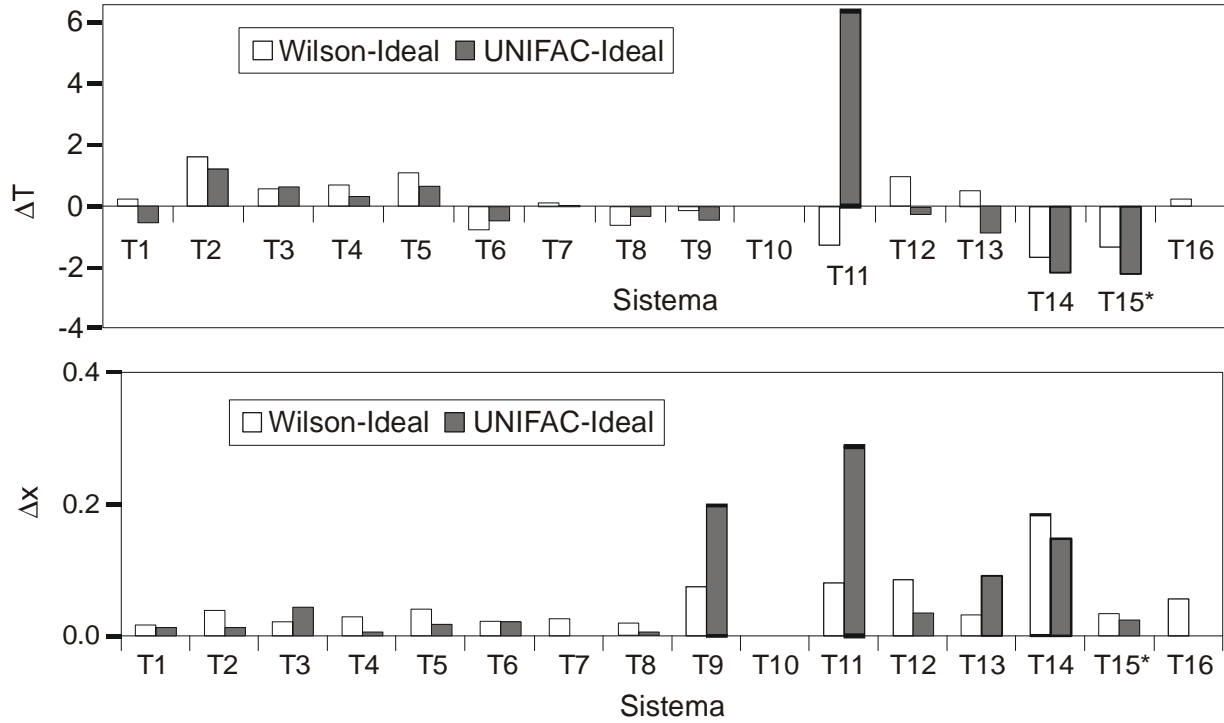 6
Wilson-Ideal UNIFAC-Ideal
4
2
ΔT
0
T1 T2 T3 T4 T5 T6 T7 T8 T9 T10 T11 T12 T13 T14 T15* T16
-2
Sistema
-4
0.4
Wilson-Ideal UNIFAC-Ideal
Δx
0.2
0.0
T1 T2 T3 T4 T5 T6 T7 T8 T9 T10 T11 T12 T13 T14 T15* T16
Sistema